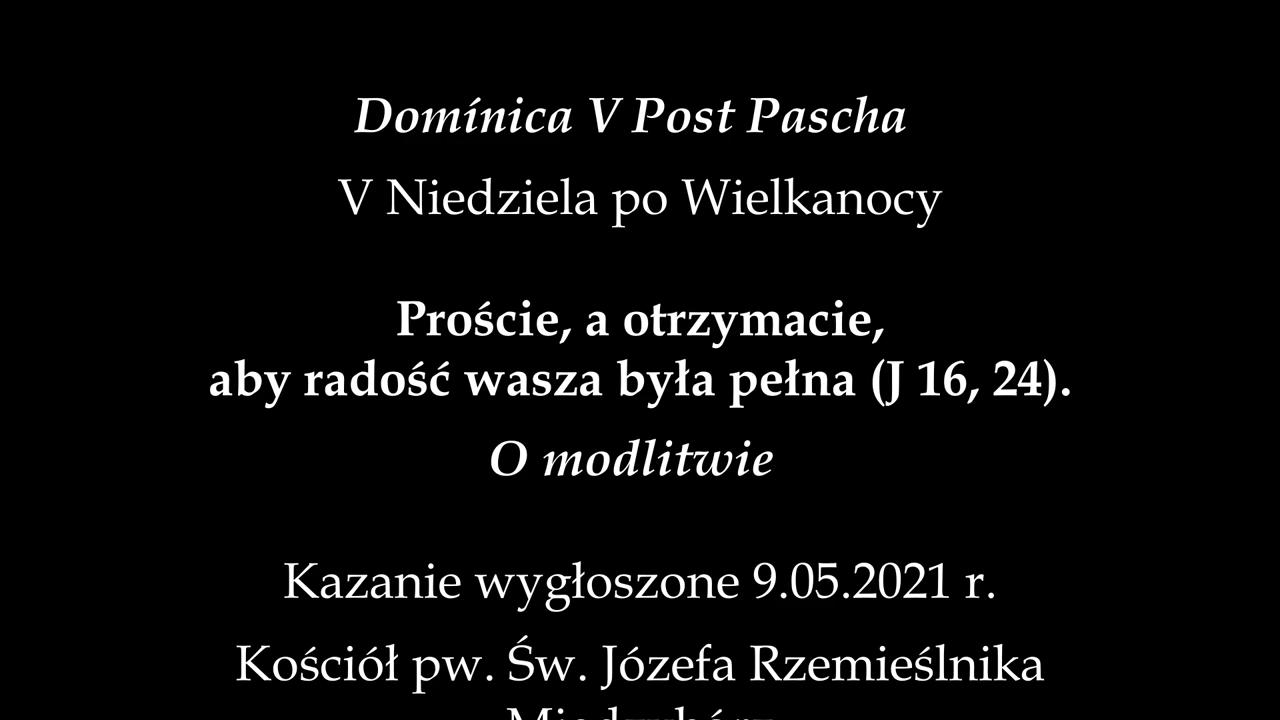 Domínica V Post Pascha
V Niedziela po Wielkanocy
Proście, a otrzymacie,
aby radość wasza była pełna (J 16, 24).
O modlitwie
Kazanie wygłoszone 9.05.2021 r.
Kościół pw. Św. Józefa Rzemieślnika